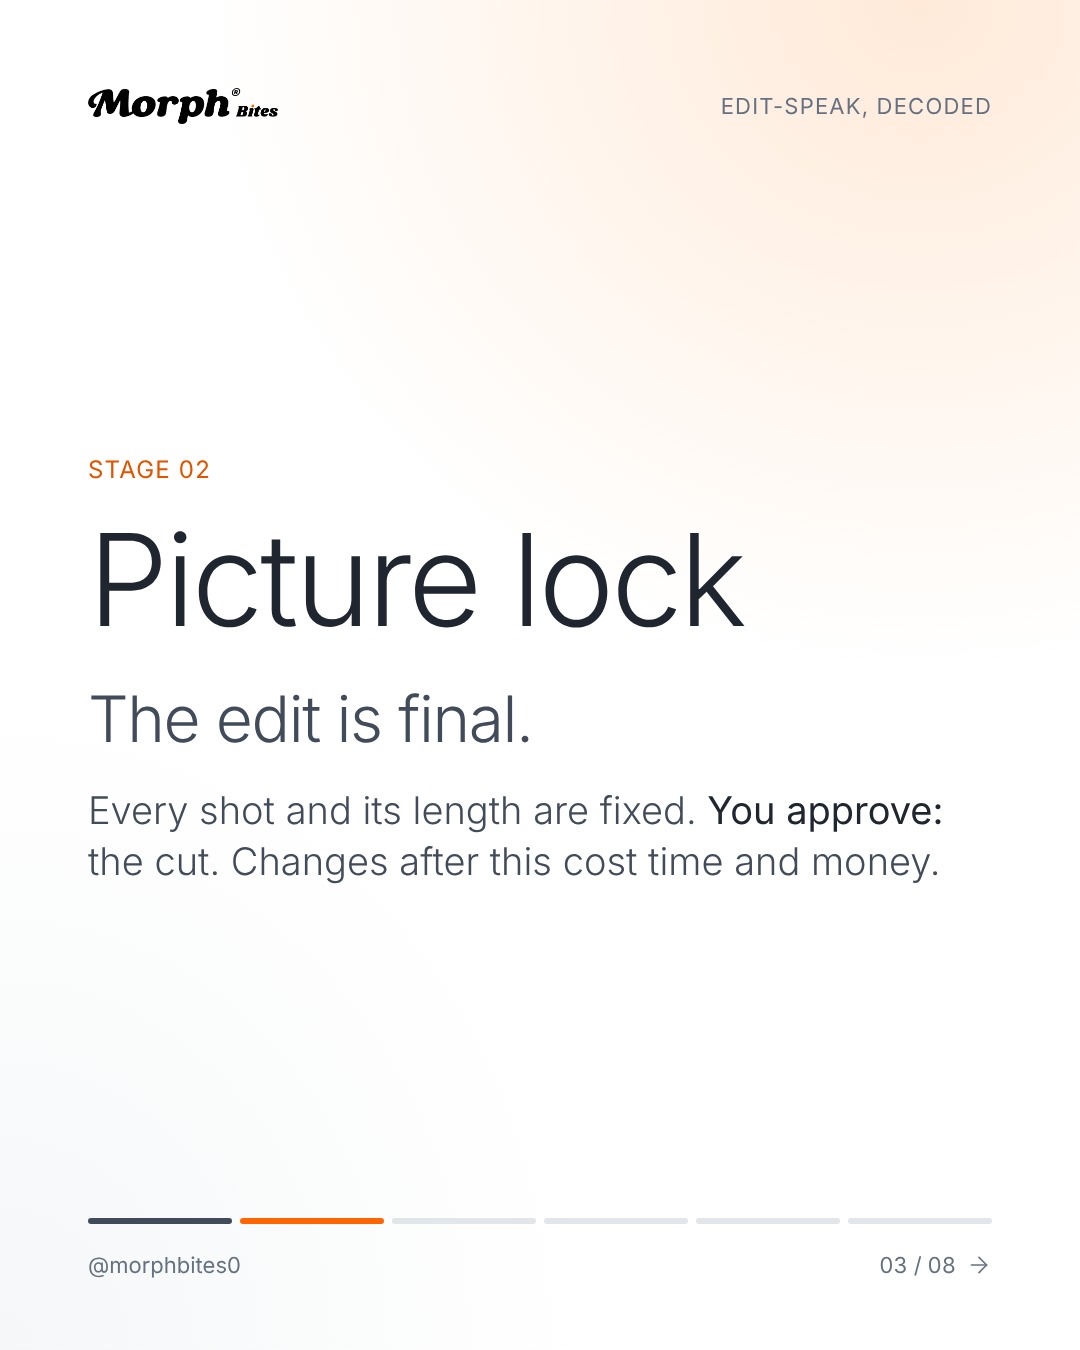 Morph® Bites
EDIT-SPEAK, DECODED
STAGE 02
Picture lock
The edit is final.
Every shot and its length are fixed. You approve:
the cut. Changes after this cost time and money.
@morphbites0
03 / 08 →